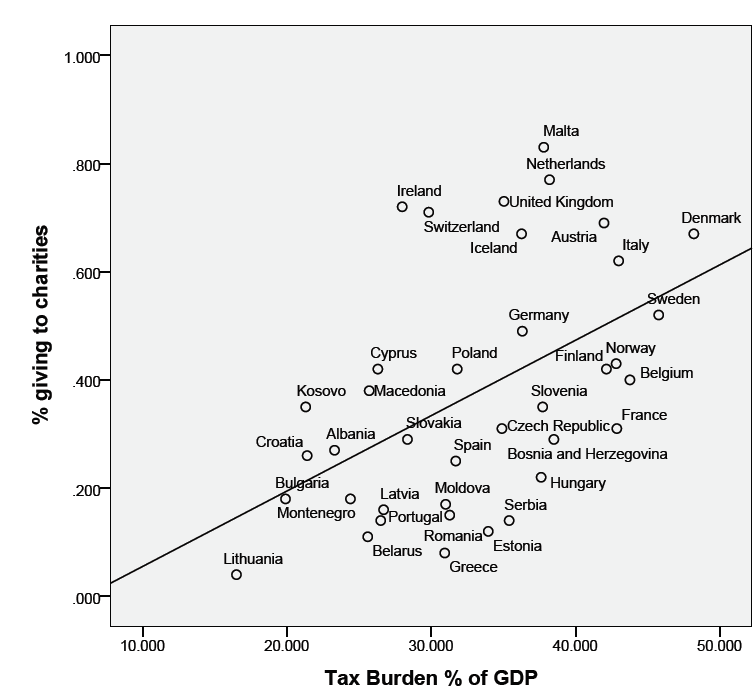 % giving to charities
1.000
.800
.600
.400
.200
.000
Malta
Netherlands
Ireland
United Kingdom
Denmark
Switzerland
Austria
Italy
Iceland
Sweden
Germany
Norway
Cyprus
Poland
Finland
Belgium
Kosovo
Macedonia
Slovenia
France
Slovakia
Czech Republic
Albania
Croatia
Spain
Bosnia and Herzegovina
Bulgaria
Hungary
Moldova
Latvia
Serbia
Montenegro
Portugal
Romania
Estonia
Belarus
Lithuania
Greece
10.000
20.000
30.000
40.000
50.000
Tax Burden % of GDP